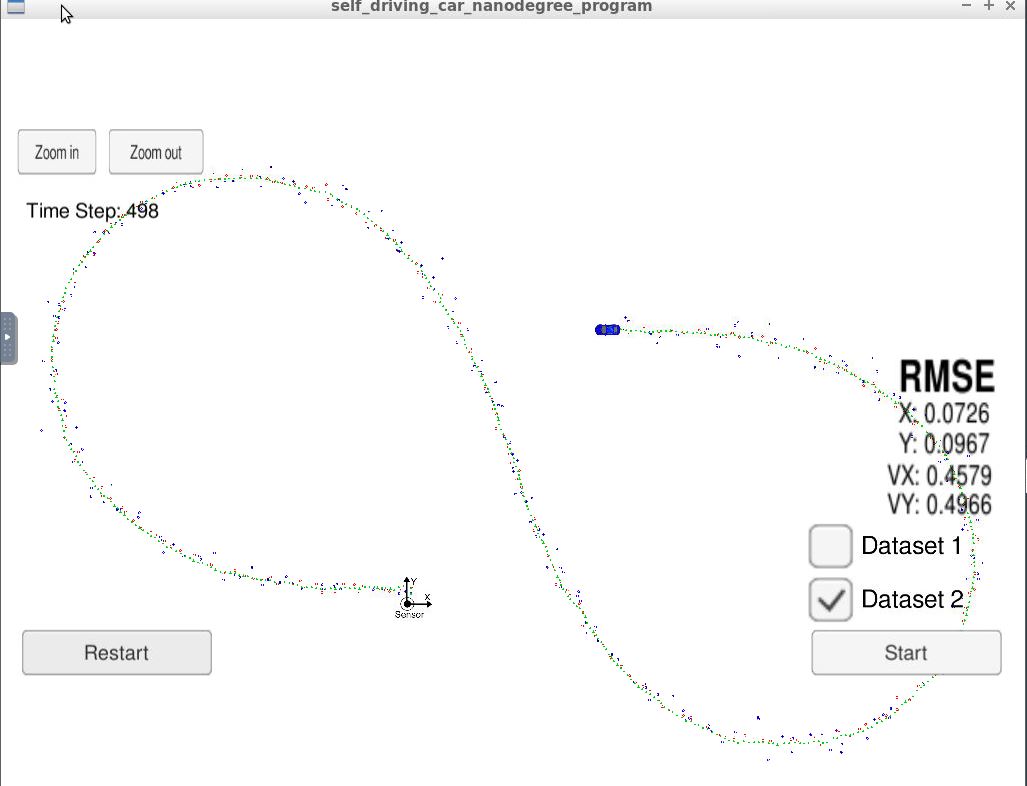 self_driving_car_nanodegree_program
Zoom in
Zoom out
Time Step: 498
RMSE
X: 0.0726
Y: 0.0967
VX: 0.4579
VY: 0.4966
Dataset 1
Y
X
Sensor
Dataset 2
Restart
Start